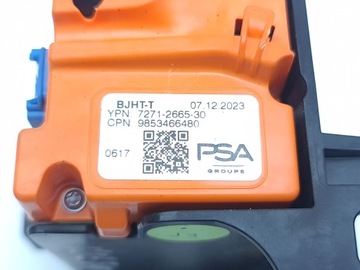 BJHT-T 07.12.2023
YPN: 7271-2665-30
CPN 9853466480
0617
PSA
GROUPE